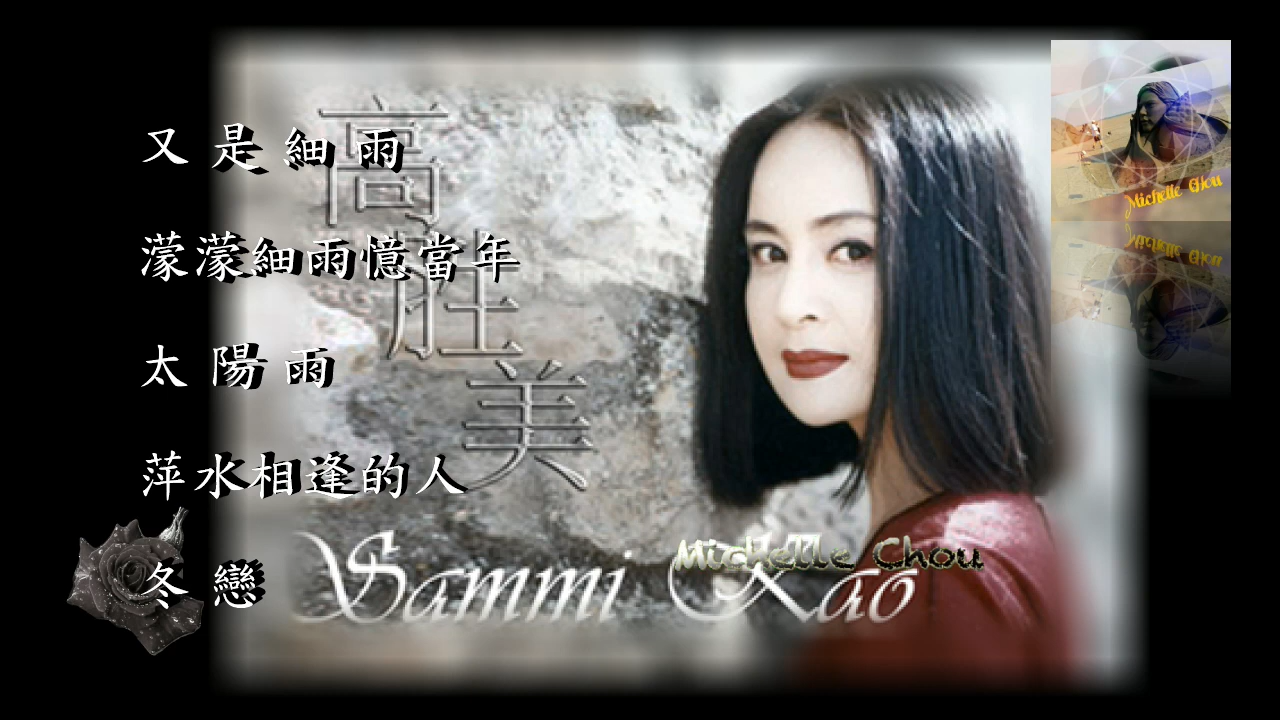 又是細雨
濛濛細雨憶當年
太陽雨
萍水相逢的人
冬戀
高
胜
美
Sammi Kao
Michelle Chou
Michelle Chou